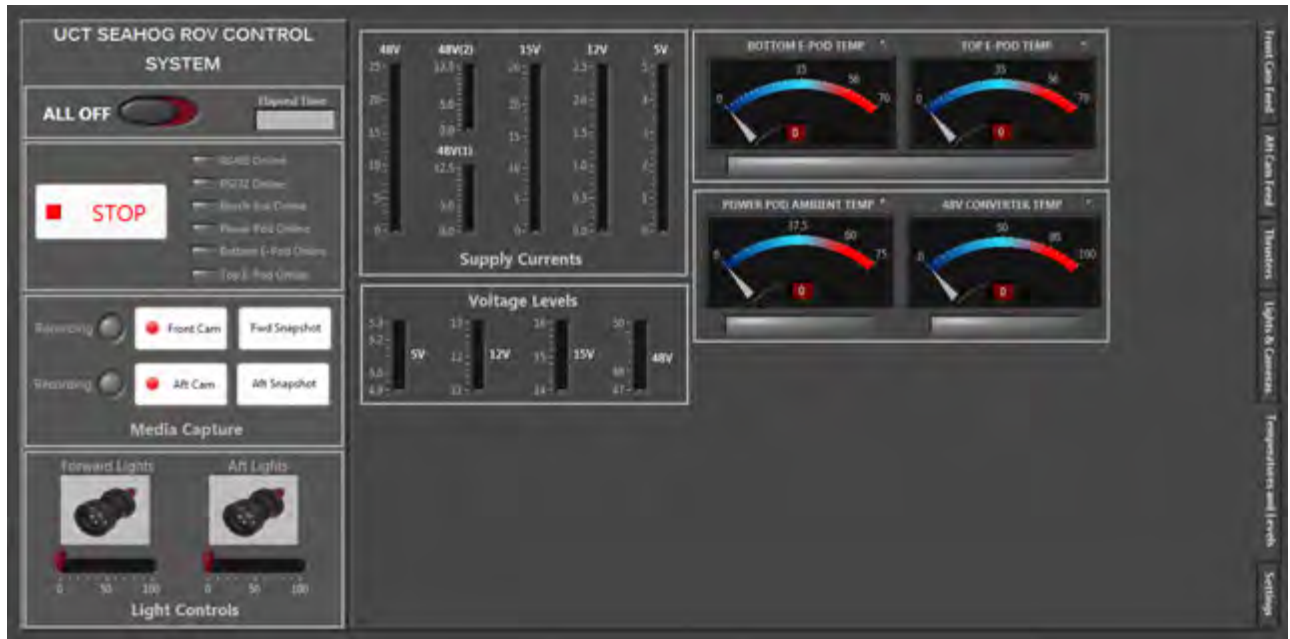 UCT SEAHOG ROV CONTROL
SYSTEM
ALL OFF
Elapsed Time
STOP
RS485 Online
RS232 Online
Bench Box Online
Power Pod Online
Bottom E-Pod Online
Top E-Pod Online
Recording
Front Cam
Fwd Snapshot
Recording
Aft Cam
Aft Snapshot
Media Capture
Forward Lights
Aft Lights
0 50 100
0 50 100
Light Controls
48V 48V(2) 15V 12V 5V
48V(1)
Supply Currents
Voltage Levels
5V 12V 15V 48V
BOTTOM E-POD TEMP
0 35 50 70
0
TOP E-POD TEMP
0 35 50 70
0
POWER POD AMBIENT TEMP
0 37.5 60 75
0
48V CONVERTER TEMP
0 50 85 100
0
Front Cam Feed
Aft Cam Feed
Thrusters
Lights & Cameras
Temperatures and Levels
Settings